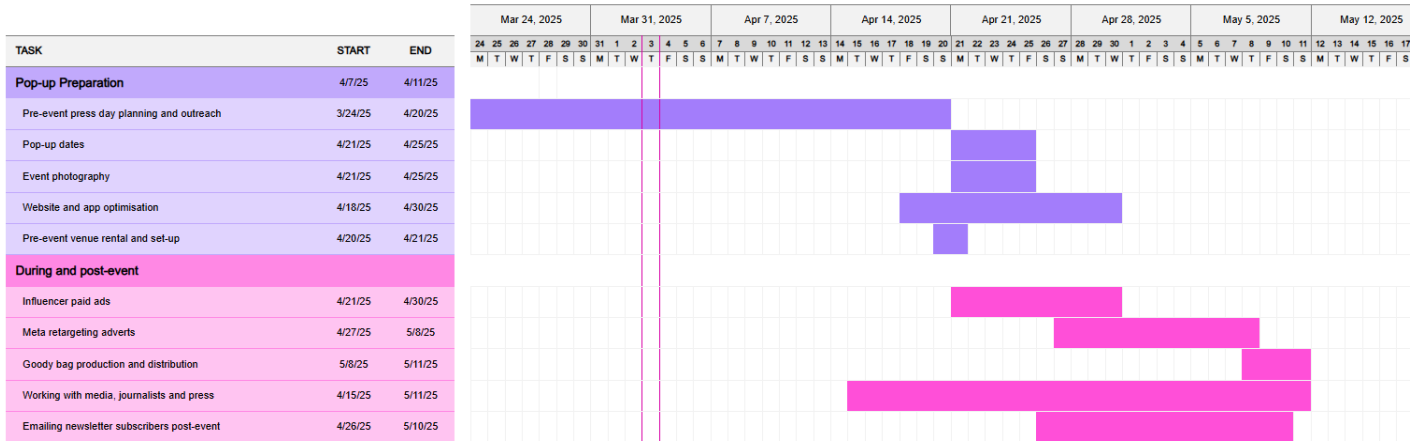 Mar 24, 2025 Mar 31, 2025 Apr 7, 2025 Apr 14, 2025 Apr 21, 2025 Apr 28, 2025 May 5, 2025 May 12, 2025
TASK START END 24 25 26 27 28 29 30 31 1 2 3 4 5 6 7 8 9 10 11 12 13 14 15 16 17 18 19 20 21 22 23 24 25 26 27 28 29 30 1 2 3 4 5 6 7 8 9 10 11 12 13 14 15 16 17
M T W T F S S M T W T F S S M T W T F S S M T W T F S S M T W T F S S M T W T F S S M T W T F S S M T W T F S
Pop-up Preparation 4/7/25 4/11/25
Pre-event press day planning and outreach 3/24/25 4/20/25
Pop-up dates 4/21/25 4/25/25
Event photography 4/21/25 4/25/25
Website and app optimisation 4/18/25 4/30/25
Pre-event venue rental and set-up 4/20/25 4/21/25
During and post-event
Influencer paid ads 4/21/25 4/30/25
Meta retargeting adverts 4/27/25 5/8/25
Goody bag production and distribution 5/8/25 5/11/25
Working with media, journalists and press 4/15/25 5/11/25
Emailing newsletter subscribers post-event 4/26/25 5/10/25